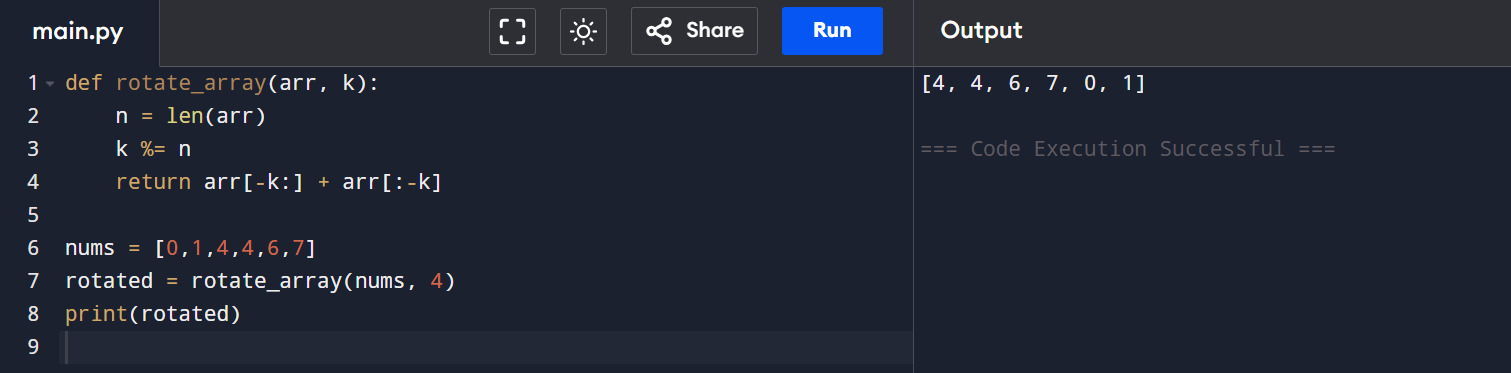 main.py
Share
Run
Output
1 def rotate_array(arr, k):
2     n = len(arr)
3     k %= n
4     return arr[-k:] + arr[:-k]
5
6 nums = [0,1,4,4,6,7]
7 rotated = rotate_array(nums, 4)
8 print(rotated)
9
[4, 4, 6, 7, 0, 1]
=== Code Execution Successful ===